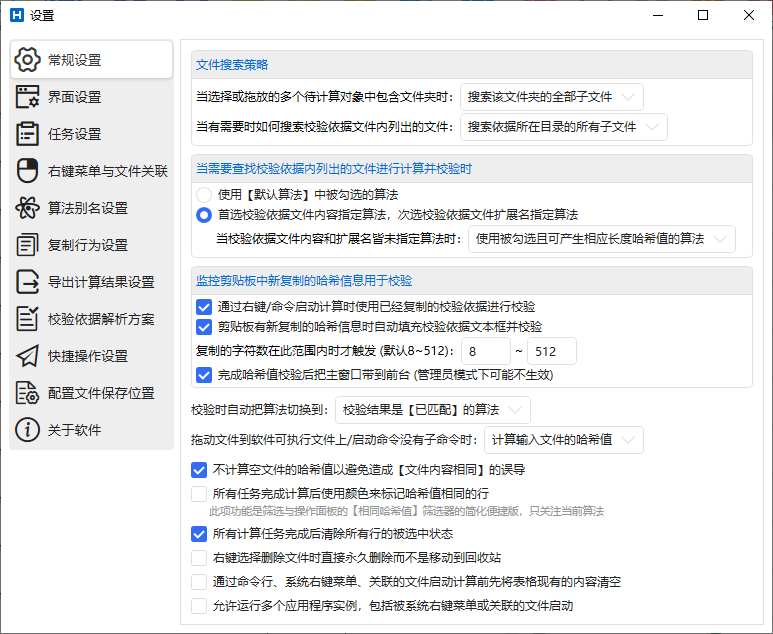 设置
常规设置
界面设置
任务设置
右键菜单与文件关联
算法别名设置
复制行为设置
导出计算结果设置
校验依据解析方案
快捷操作设置
配置文件保存位置
关于软件
文件搜索策略
当选择或拖放的多个待计算对象中包含文件夹时: 搜索该文件夹的全部子文件
当有需要时如何搜索校验依据文件内列出的文件: 搜索依据所在目录的所有子文件
当需要查找校验依据内列出的文件进行计算并校验时
使用【默认算法】中被勾选的算法
首选校验依据文件内容指定算法，次选校验依据文件扩展名指定算法
当校验依据文件内容和扩展名皆未指定算法时: 使用被勾选且可产生相应长度哈希值的算法
监控剪贴板中新复制的哈希信息用于校验
通过右键/命令启动计算时使用已经复制的校验依据进行校验
剪贴板有新复制的哈希信息时自动填充校验依据文本框并校验
复制的字符数在此范围内时才触发 (默认8~512): 8 ~ 512
完成哈希值校验后把主窗口带到前台 (管理员模式下可能不生效)
校验时自动把算法切换到: 校验结果是【已匹配】的算法
拖动文件到软件可执行文件上/启动命令没有子命令时: 计算输入文件的哈希值
不计算空文件的哈希值以避免造成【文件内容相同】的误导
所有任务完成计算后使用颜色来标记哈希值相同的行
此项功能是筛选与操作面板的【相同哈希值】筛选器的简化便捷版，只关注当前算法
所有计算任务完成后清除所有行的被选中状态
右键选择删除文件时直接永久删除而不是移动到回收站
通过命令行、系统右键菜单、关联的文件启动计算前先将表格现有的内容清空
允许运行多个应用程序实例，包括被系统右键菜单或关联的文件启动